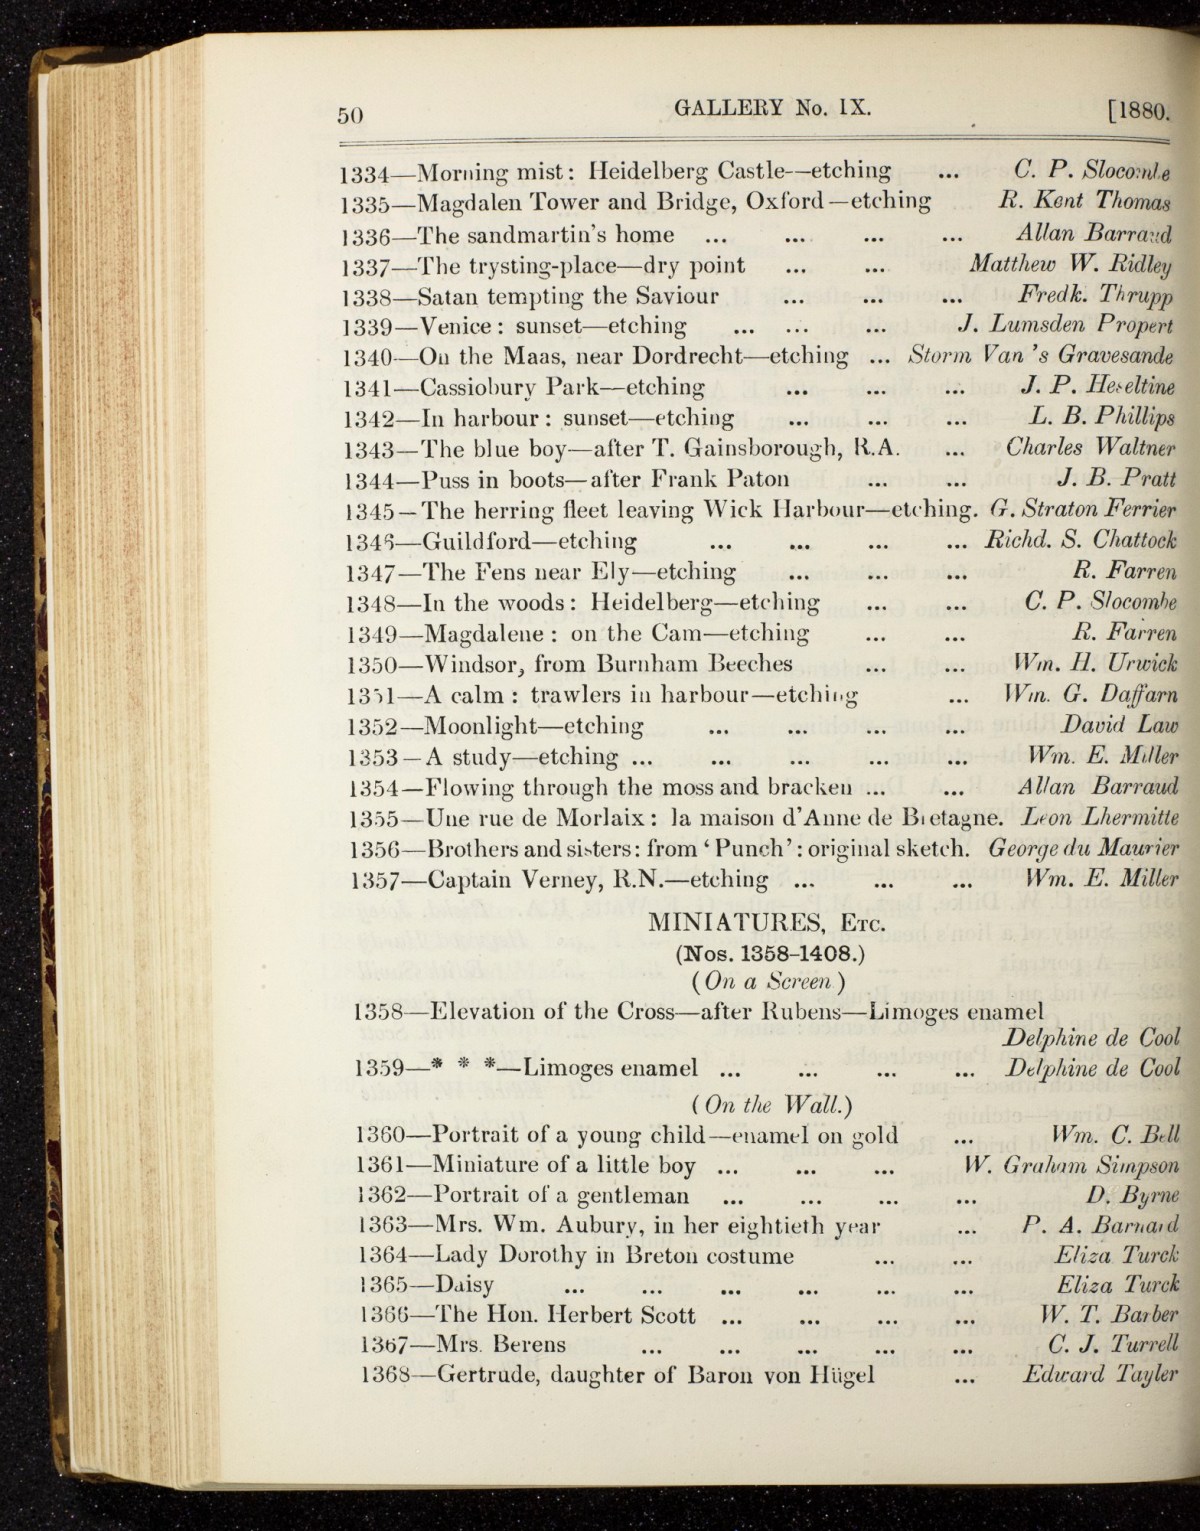 50 GALLERY No. IX. [1880.
1334—Morning mist: Heidelberg Castle—etching ... C. P. Slocombe
1335—Magdalen Tower and Bridge, Oxford—etching R. Kent Thomas
1336—The sandmartin's home ... ... ... ... Allan Barraud
1337—The trysting-place—dry point ... ... Matthew W. Ridley
1338—Satan tempting the Saviour ... ... ... Fredk. Thrupp
1339—Venice: sunset—etching ... ... ... J. Lumsden Propert
1340—On the Maas, near Dordrecht—etching ... Storm Van 's Gravesande
1341—Cassiobury Park—etching ... ... ... J. P. Heseltine
1342—In harbour: sunset—etching ... ... ... L. B. Phillips
1343—The blue boy—after T. Gainsborough, R.A. ... Charles Waltner
1344—Puss in boots—after Frank Paton ... ... J. B. Pratt
1345—The herring fleet leaving Wick Harbour—etching. G. Straton Ferrier
1346—Guildford—etching ... ... ... ... Richd. S. Chattock
1347—The Fens near Ely—etching ... ... ... R. Farren
1348—In the woods: Heidelberg—etching ... ... C. P. Slocombe
1349—Magdalene: on the Cam—etching ... ... R. Farren
1350—Windsor, from Burnham Beeches ... ... Wm. H. Urwick
1351—A calm: trawlers in harbour—etching ... Wm. G. Daffarn
1352—Moonlight—etching ... ... ... ... David Law
1353—A study—etching ... ... ... ... ... Wm. E. Miller
1354—Flowing through the moss and bracken ... ... Allan Barraud
1355—Une rue de Morlaix: la maison d'Anne de Bretagne. Leon Lhermitte
1356—Brothers and sisters: from 'Punch': original sketch. George du Maurier
1357—Captain Verney, R.N.—etching ... ... ... Wm. E. Miller
MINIATURES, Etc.
(Nos. 1358-1408.)
(On a Screen)
1358—Elevation of the Cross—after Rubens—Limoges enamel
Delphine de Cool
1359—* * *—Limoges enamel ... ... ... ... Delphine de Cool
(On the Wall.)
1360—Portrait of a young child—enamel on gold ... Wm. C. Bell
1361—Miniature of a little boy ... ... ... W. Graham Simpson
1362—Portrait of a gentleman ... ... ... ... D. Byrne
1363—Mrs. Wm. Aubury, in her eightieth year ... P. A. Barnard
1364—Lady Dorothy in Breton costume ... ... Eliza Turck
1365—Daisy ... ... ... ... ... ... Eliza Turck
1366—The Hon. Herbert Scott ... ... ... ... W. T. Barber
1367—Mrs. Berens ... ... ... ... ... C. J. Turrell
1368—Gertrude, daughter of Baron von Hügel ... Edward Tayler